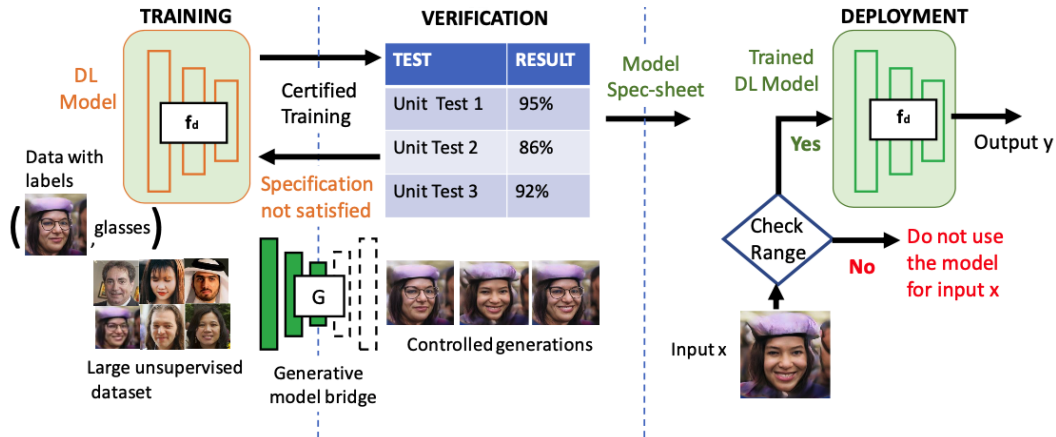 TRAINING
VERIFICATION
DEPLOYMENT
DL
Model
f_d
Data with
labels
( , glasses)
Large unsupervised
dataset
Certified
Training
Specification
not satisfied
G
Generative
model bridge
TEST RESULT
Unit Test 1 95%
Unit Test 2 86%
Unit Test 3 92%
Controlled generations
Model
Spec-sheet
Trained
DL Model
f_d
Output y
Yes
Check
Range
No
Do not use
the model
for input x
Input x